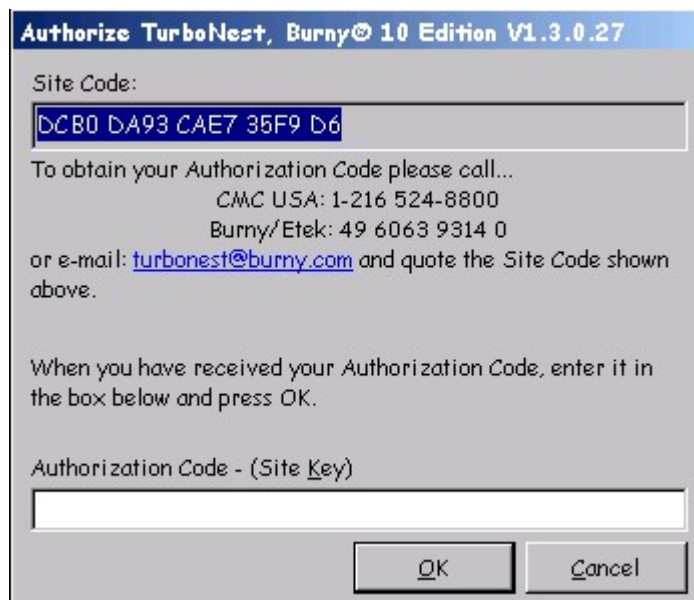 Authorize TurboNest, Burny® 10 Edition V1.3.0.27
Site Code:
DCB0 DA93 CAE7 35F9 D6
To obtain your Authorization Code please call...
CMC USA: 1-216 524-8800
Burny/Etek: 49 6063 9314 0
or e-mail: turbonest@burny.com and quote the Site Code shown
above.
When you have received your Authorization Code, enter it in
the box below and press OK.
Authorization Code - (Site Key)
OK
Cancel